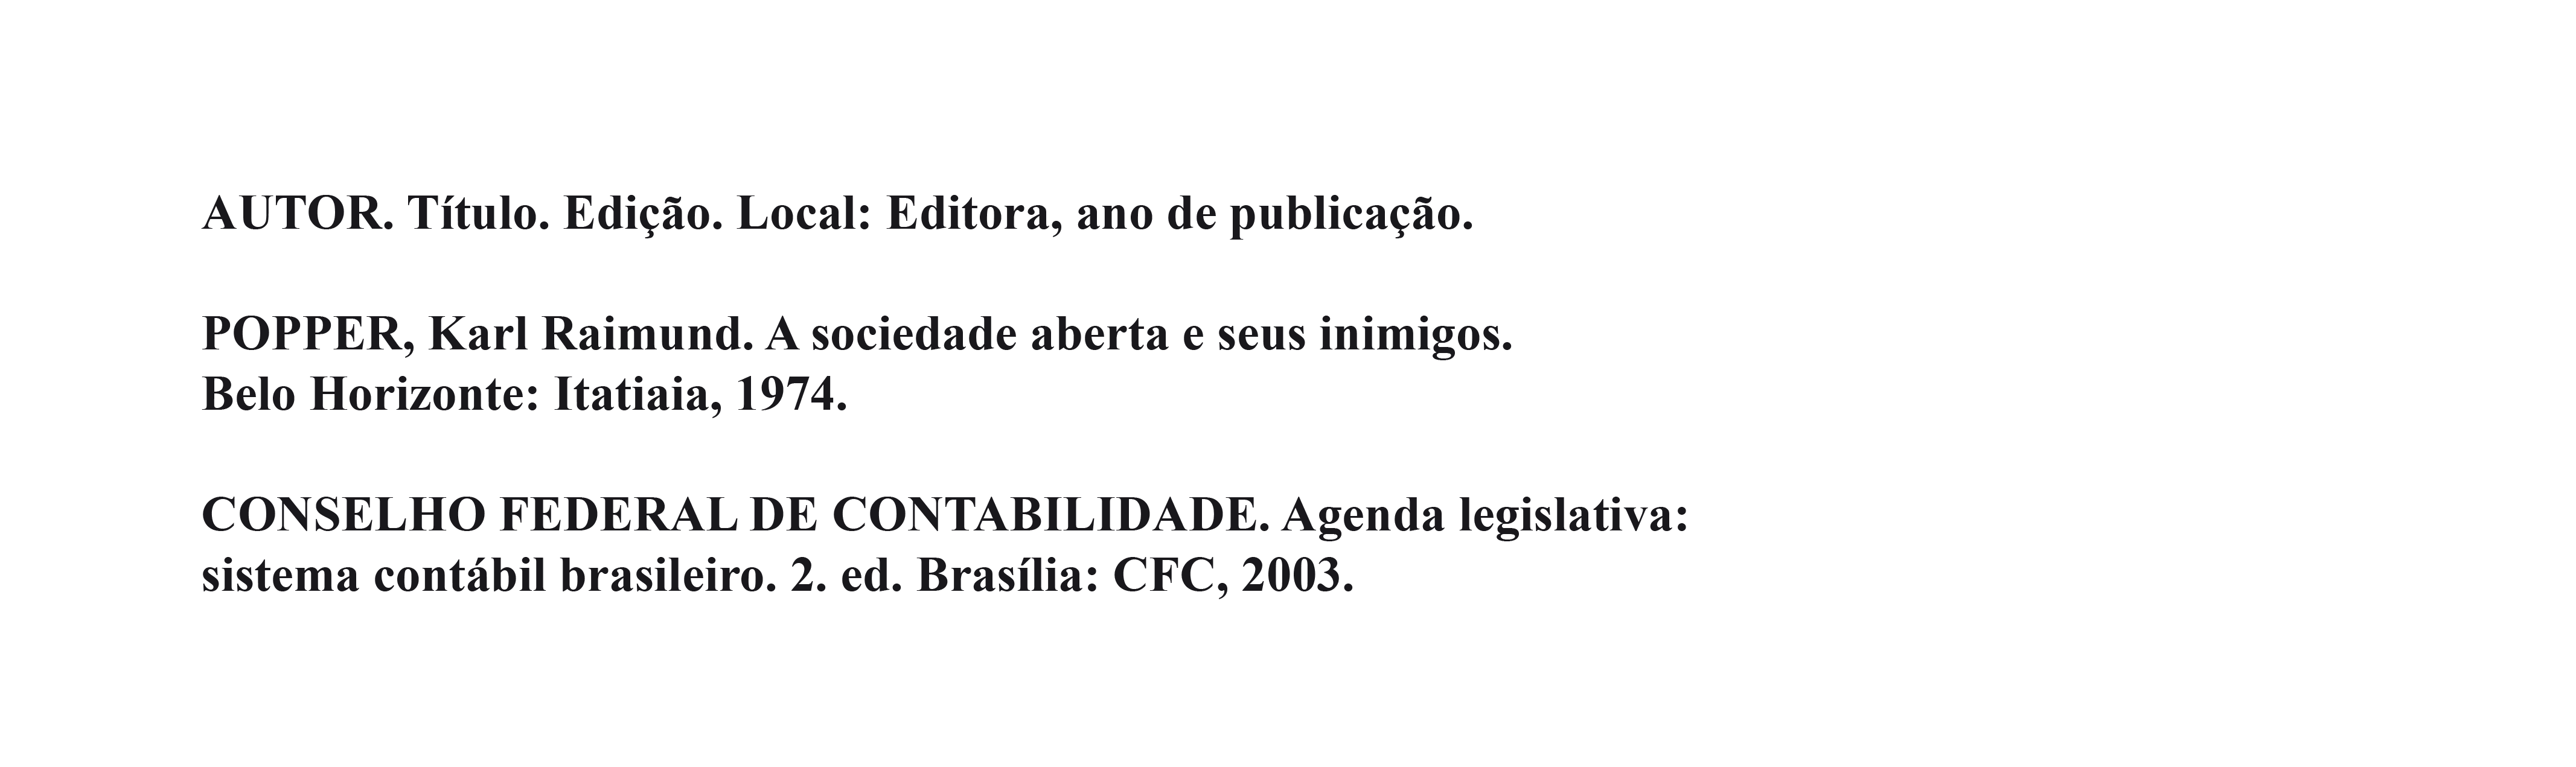 AUTOR. Título. Edição. Local: Editora, ano de publicação.
POPPER, Karl Raimund. A sociedade aberta e seus inimigos.
Belo Horizonte: Itatiaia, 1974.
CONSELHO FEDERAL DE CONTABILIDADE. Agenda legislativa:
sistema contábil brasileiro. 2. ed. Brasília: CFC, 2003.